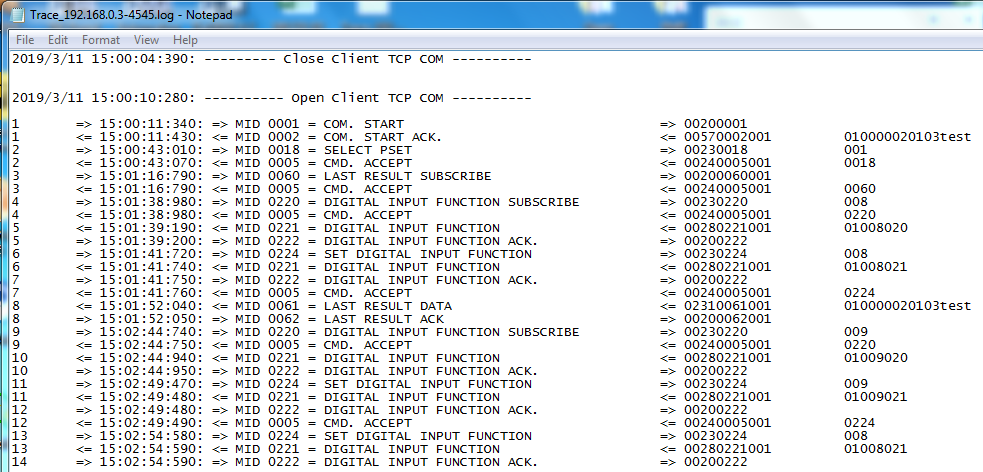 Trace_192.168.0.3-4545.log - Notepad
File Edit Format View Help
2019/3/11 15:00:04:390: --------- Close Client TCP COM ----------
2019/3/11 15:00:10:280: ---------- Open Client TCP COM ----------
1 => 15:00:11:340: => MID 0001 = COM. START => 00200001
1 <= 15:00:11:430: <= MID 0002 = COM. START ACK. <= 00570002001 010000020103test
2 => 15:00:43:010: => MID 0018 = SELECT PSET => 00230018 001
2 <= 15:00:43:070: <= MID 0005 = CMD. ACCEPT <= 00240005001 0018
3 => 15:01:16:790: => MID 0060 = LAST RESULT SUBSCRIBE => 00200060001
3 <= 15:01:16:790: <= MID 0005 = CMD. ACCEPT <= 00240005001 0060
4 => 15:01:38:980: => MID 0220 = DIGITAL INPUT FUNCTION SUBSCRIBE => 00230220 008
4 <= 15:01:38:980: <= MID 0005 = CMD. ACCEPT <= 00240005001 0220
5 <= 15:01:39:190: <= MID 0221 = DIGITAL INPUT FUNCTION <= 00280221001 01008020
5 => 15:01:39:200: => MID 0222 = DIGITAL INPUT FUNCTION ACK. => 00200222
6 => 15:01:41:720: => MID 0224 = SET DIGITAL INPUT FUNCTION => 00230224 008
6 <= 15:01:41:740: <= MID 0221 = DIGITAL INPUT FUNCTION <= 00280221001 01008021
7 => 15:01:41:750: => MID 0222 = DIGITAL INPUT FUNCTION ACK. => 00200222
7 <= 15:01:41:760: <= MID 0005 = CMD. ACCEPT <= 00240005001 0224
8 <= 15:01:52:040: <= MID 0061 = LAST RESULT DATA <= 02310061001 010000020103test
8 => 15:01:52:050: => MID 0062 = LAST RESULT ACK => 00200062001
9 => 15:02:44:740: => MID 0220 = DIGITAL INPUT FUNCTION SUBSCRIBE => 00230220 009
9 <= 15:02:44:750: <= MID 0005 = CMD. ACCEPT <= 00240005001 0220
10 <= 15:02:44:940: <= MID 0221 = DIGITAL INPUT FUNCTION <= 00280221001 01009020
10 => 15:02:44:950: => MID 0222 = DIGITAL INPUT FUNCTION ACK. => 00200222
11 => 15:02:49:470: => MID 0224 = SET DIGITAL INPUT FUNCTION => 00230224 009
11 <= 15:02:49:480: <= MID 0221 = DIGITAL INPUT FUNCTION <= 00280221001 01009021
12 => 15:02:49:480: => MID 0222 = DIGITAL INPUT FUNCTION ACK. => 00200222
12 <= 15:02:49:490: <= MID 0005 = CMD. ACCEPT <= 00240005001 0224
13 => 15:02:54:580: => MID 0224 = SET DIGITAL INPUT FUNCTION => 00230224 008
13 <= 15:02:54:590: <= MID 0221 = DIGITAL INPUT FUNCTION <= 00280221001 01008021
14 => 15:02:54:590: => MID 0222 = DIGITAL INPUT FUNCTION ACK. => 00200222